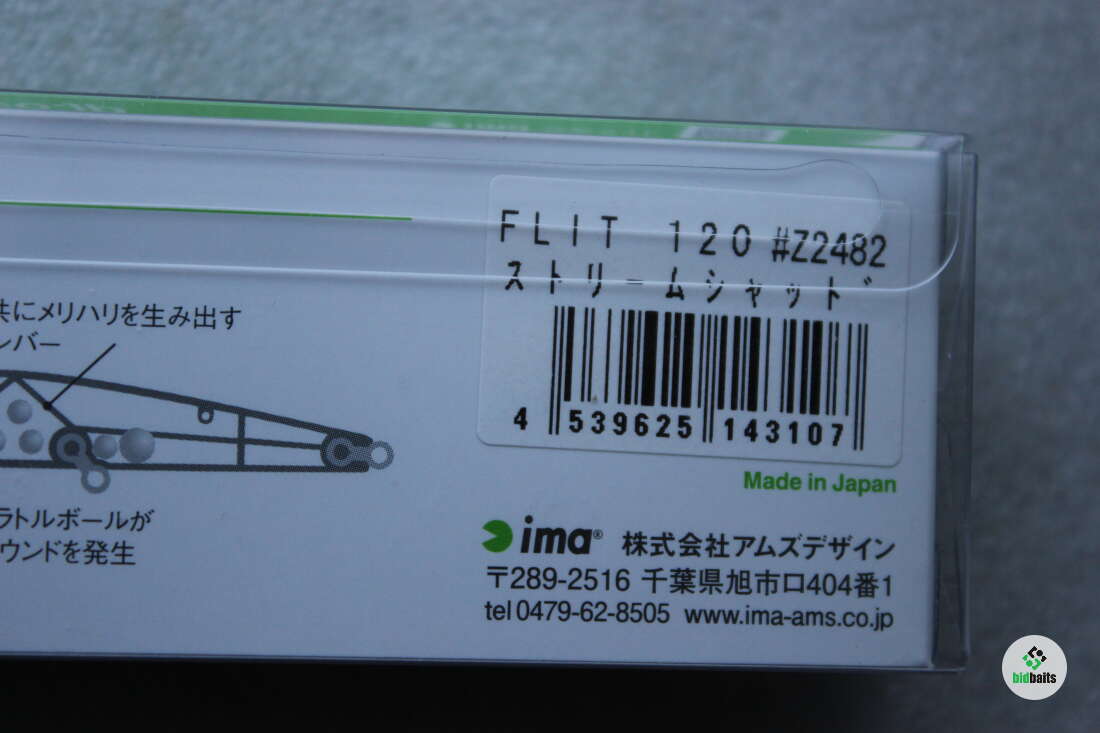 FLIT 120 #Z2482
ストリームシャッド
4 539625 143107
Made in Japan
共にメリハリを生み出す
ンバー
ラトルボールが
ウンドを発生
ima®
株式会社アムズデザイン
〒289-2516 千葉県旭市ロ404番1
tel 0479-62-8505 www.ima-ams.co.jp
bidbaits